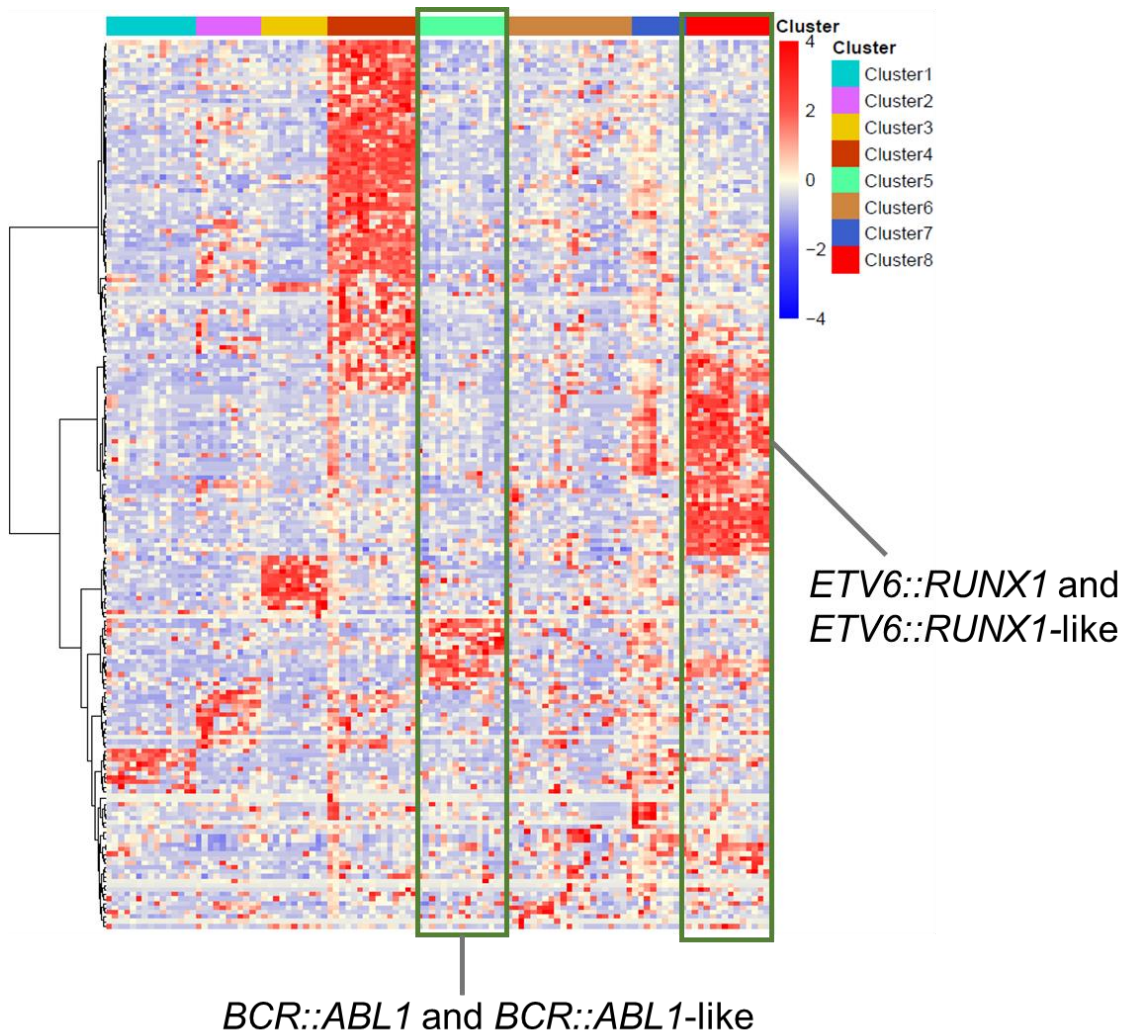 Cluster
4
2
0
−2
−4
Cluster
Cluster1
Cluster2
Cluster3
Cluster4
Cluster5
Cluster6
Cluster7
Cluster8
ETV6::RUNX1 and
ETV6::RUNX1-like
BCR::ABL1 and BCR::ABL1-like